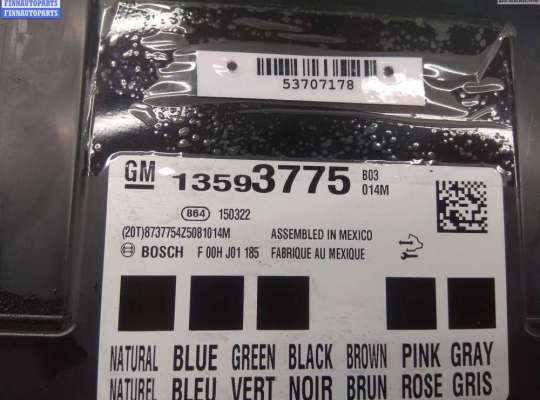 FINNAUTOPARTS
FINNAUTOPARTS
53707178
GM 13593775 B03
014M
864 150322
(20T)8737754Z5081014M ASSEMBLED IN MEXICO
BOSCH F 00H J01 185 FABRIQUE AU MEXIQUE
NATURAL BLUE GREEN BLACK BROWN PINK GRAY
NATUREL BLEU VERT NOIR BRUN ROSE GRIS